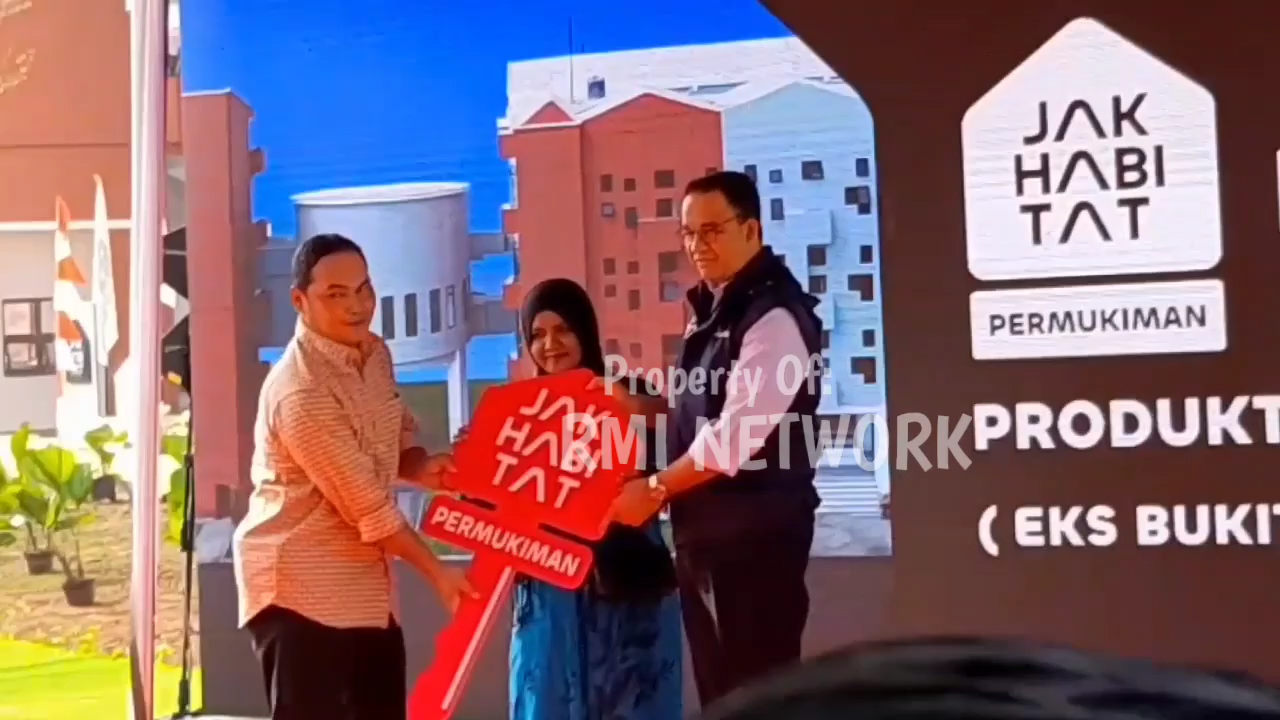 JAK
HABI
TAT
PERMUKIMAN
PRODUKT
( EKS BUKIT
JAK
HABI
TAT
PERMUKIMAN
Property Of:
BMI NETWORK